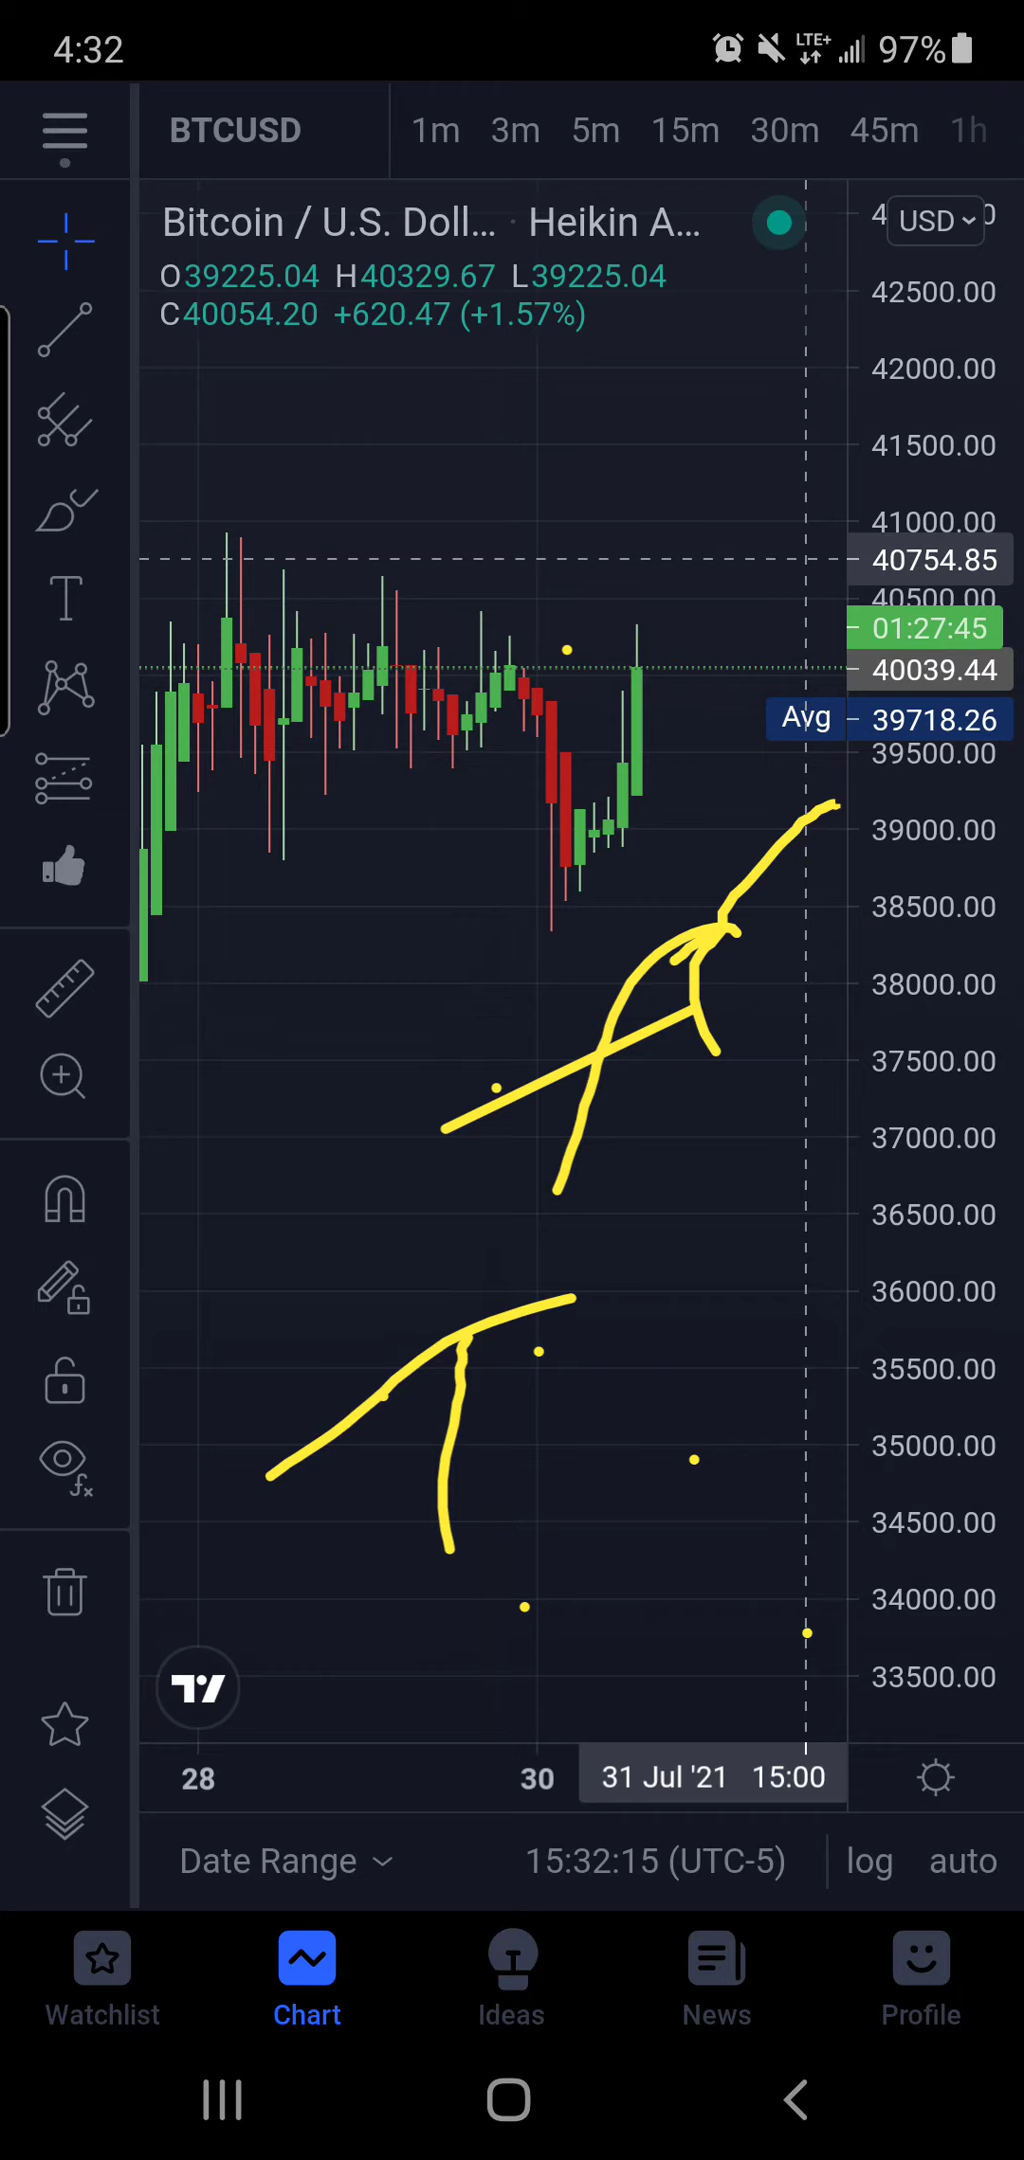 4:32 LTE+ 97%
BTCUSD 1m 3m 5m 15m 30m 45m 1h
Bitcoin / U.S. Doll... · Heikin A...
USD
O39225.04 H40329.67 L39225.04
C40054.20 +620.47 (+1.57%)
42500.00
42000.00
41500.00
41000.00
40754.85
40500.00
01:27:45
40039.44
Avg 39718.26
39500.00
39000.00
38500.00
38000.00
37500.00
37000.00
36500.00
36000.00
35500.00
35000.00
34500.00
34000.00
33500.00
28 30 31 Jul '21 15:00
Date Range 15:32:15 (UTC-5) log auto
Watchlist Chart Ideas News Profile